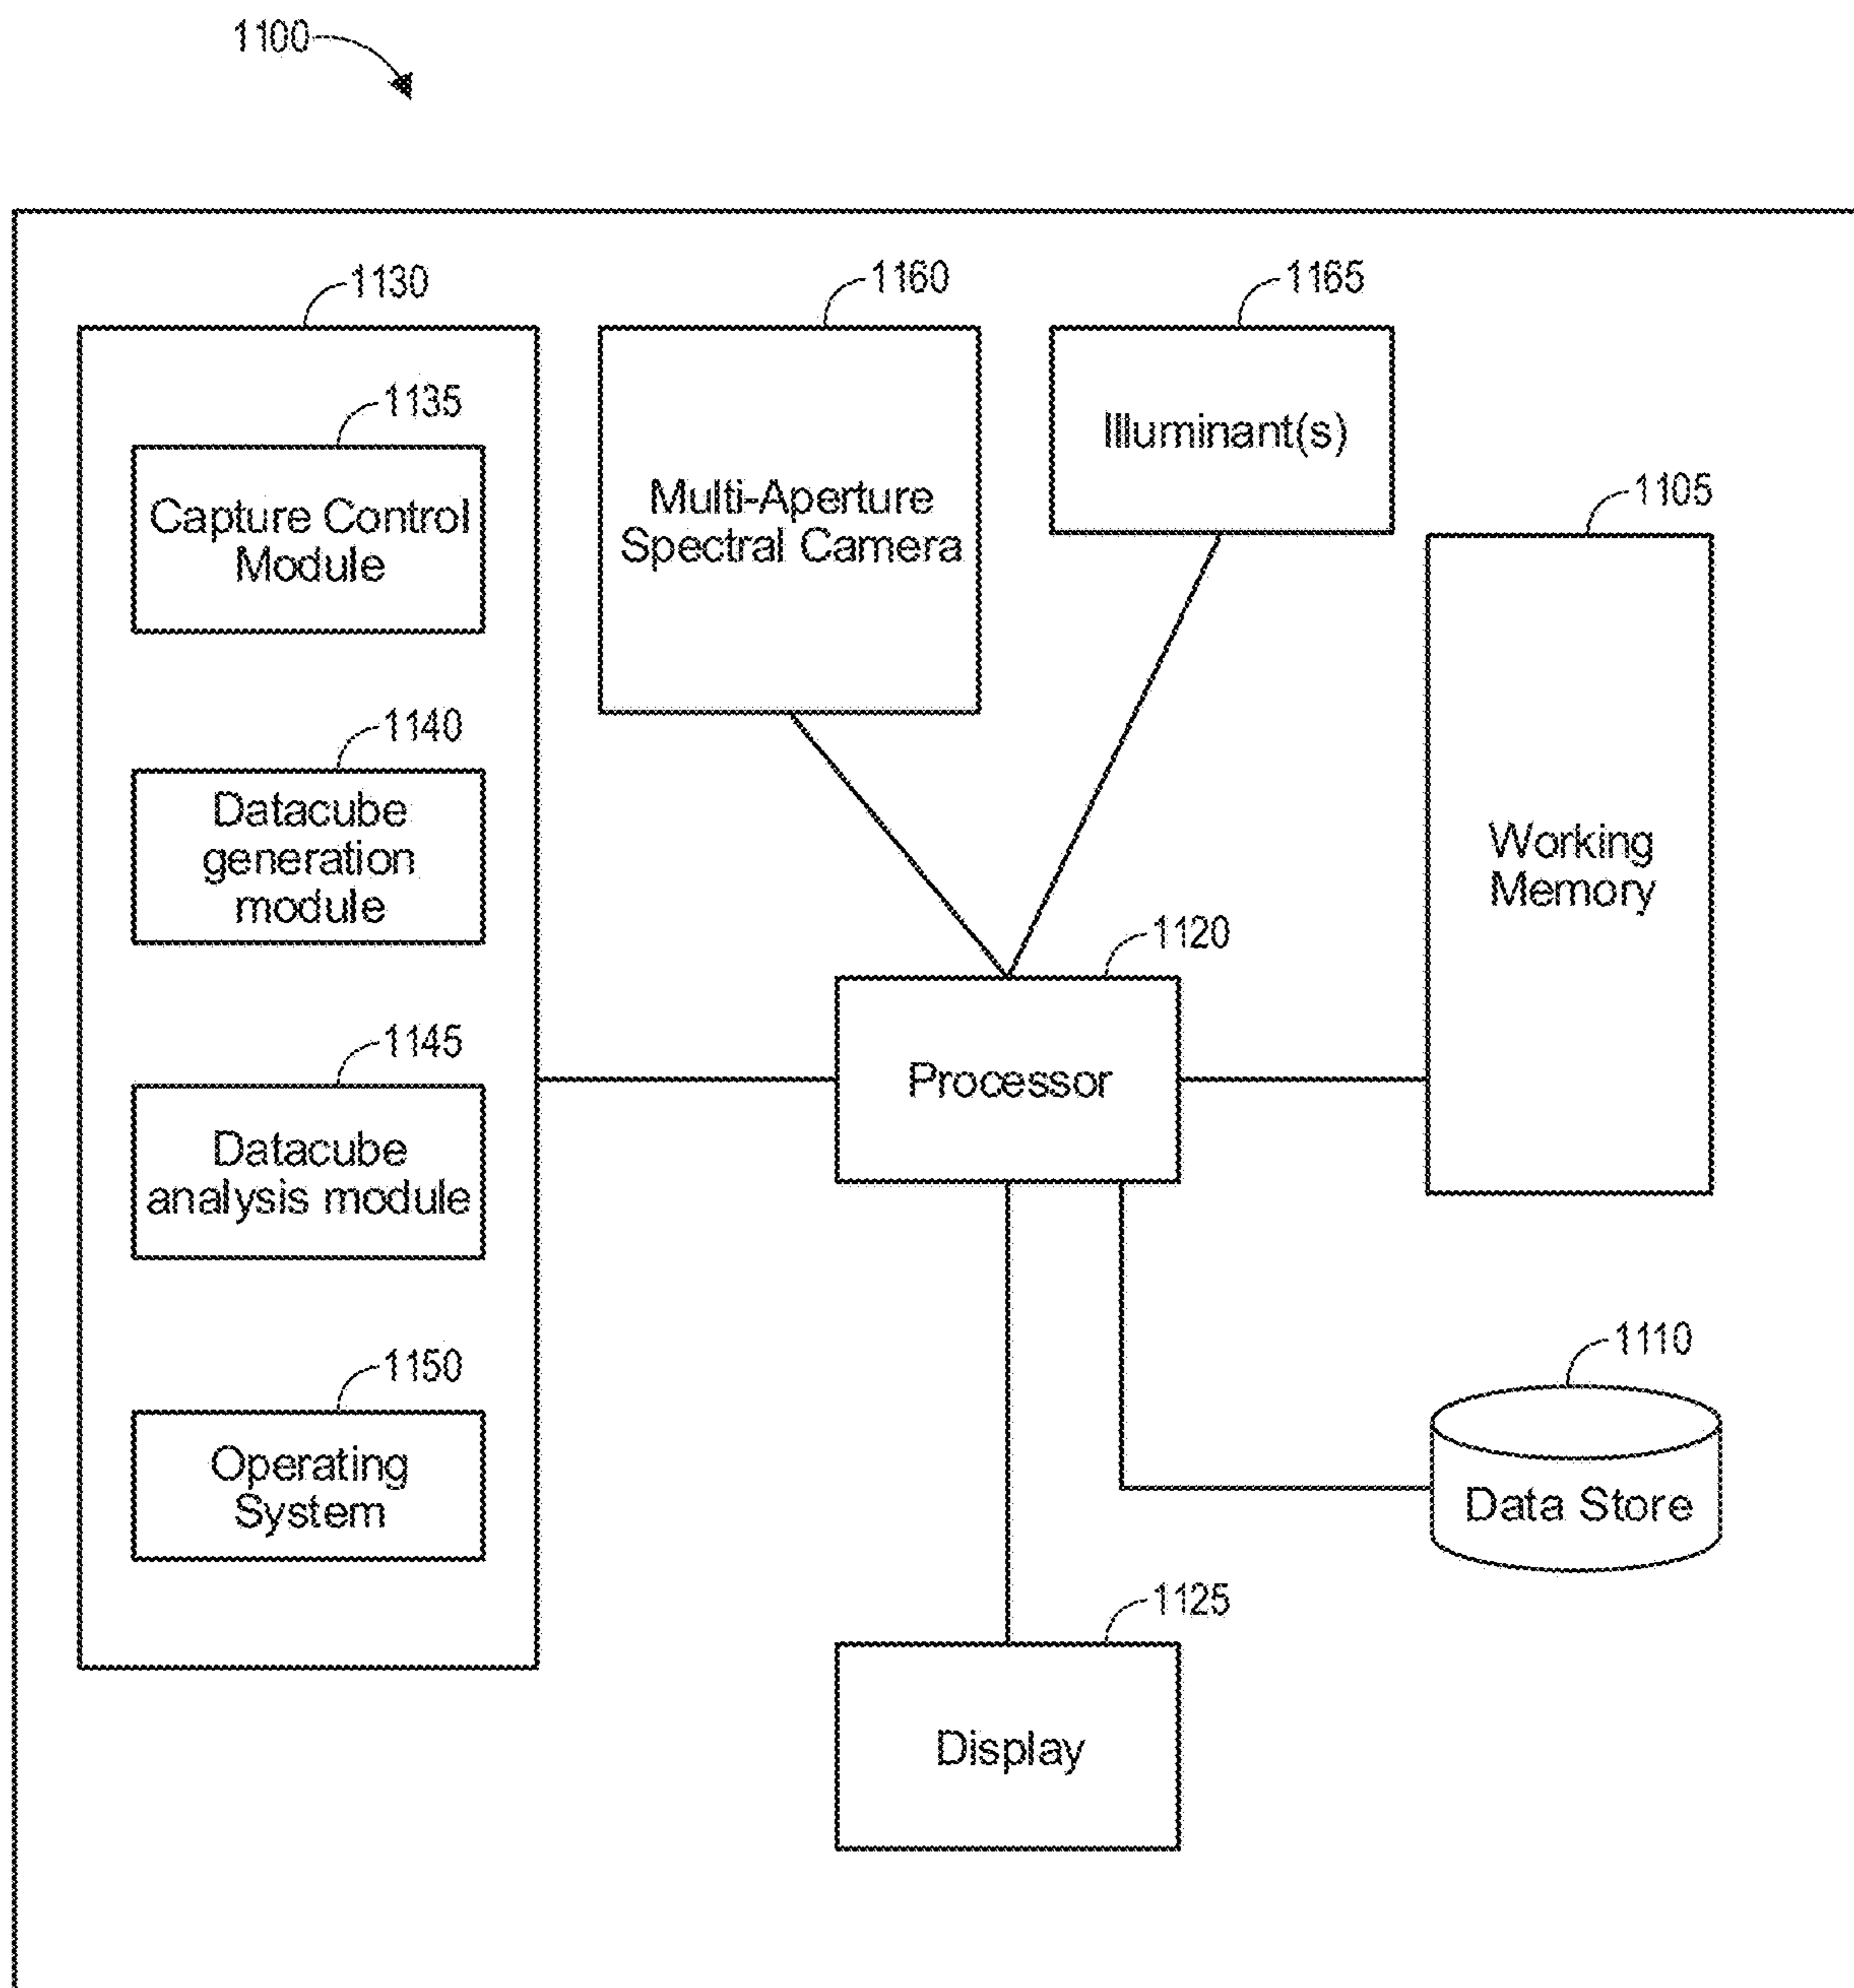 1100
1130
1160
1165
1135
Capture Control
Module
Multi-Aperture
Spectral Camera
Illuminant(s)
1105
1140
Datacube
generation
module
Working
Memory
1120
1145
Processor
Datacube
analysis module
1150
Operating
System
1110
Data Store
1125
Display